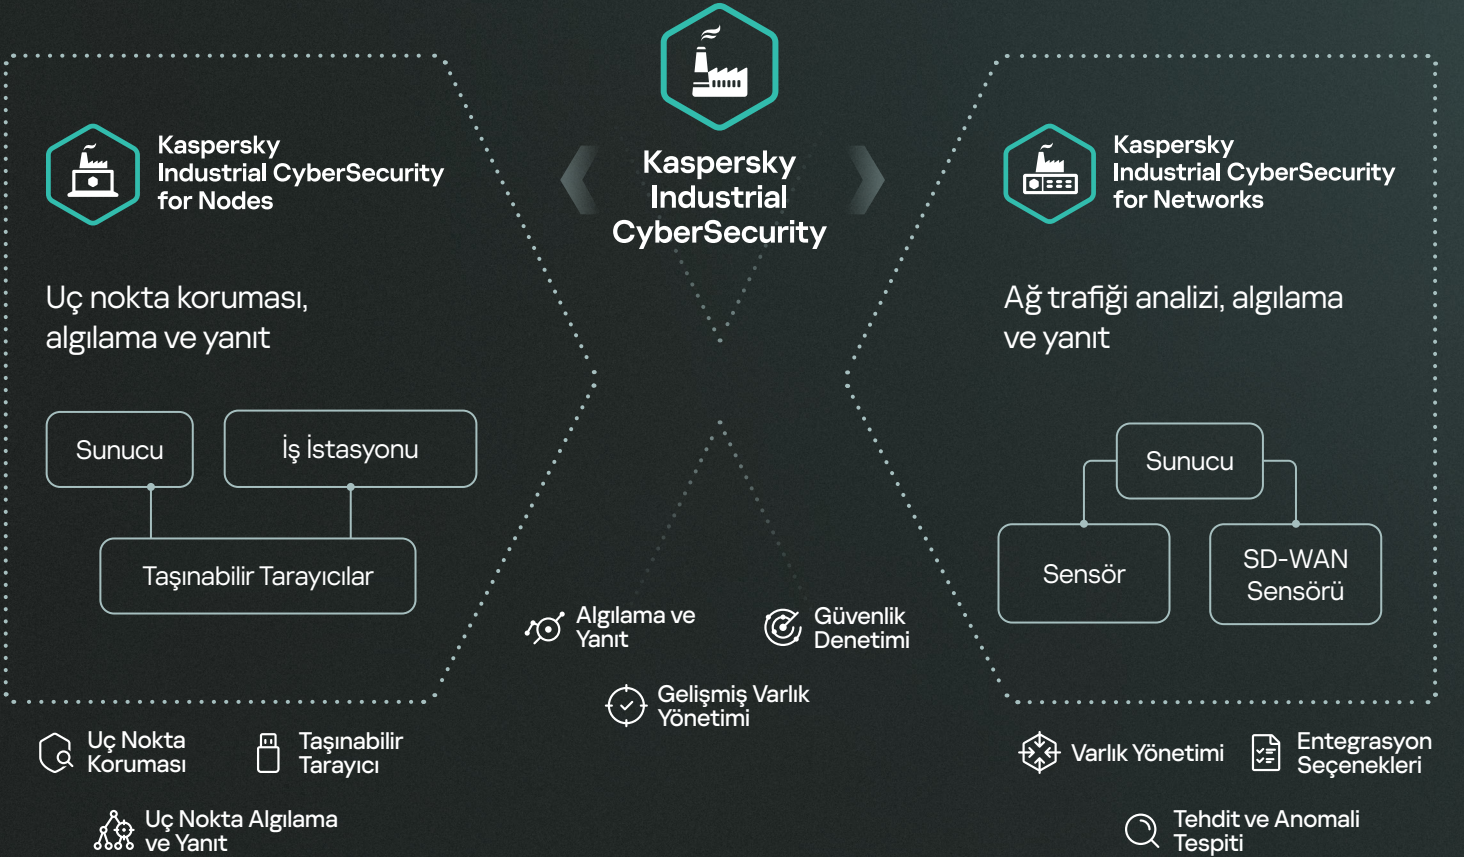 Kaspersky
Industrial
CyberSecurity
Kaspersky
Industrial CyberSecurity
for Nodes
Uç nokta koruması,
algılama ve yanıt
Sunucu
İş İstasyonu
Taşınabilir Tarayıcılar
Uç Nokta
Koruması
Taşınabilir
Tarayıcı
Uç Nokta Algılama
ve Yanıt
Algılama ve
Yanıt
Güvenlik
Denetimi
Gelişmiş Varlık
Yönetimi
Kaspersky
Industrial CyberSecurity
for Networks
Ağ trafiği analizi, algılama
ve yanıt
Sunucu
Sensör
SD-WAN
Sensörü
Varlık Yönetimi
Entegrasyon
Seçenekleri
Tehdit ve Anomali
Tespiti